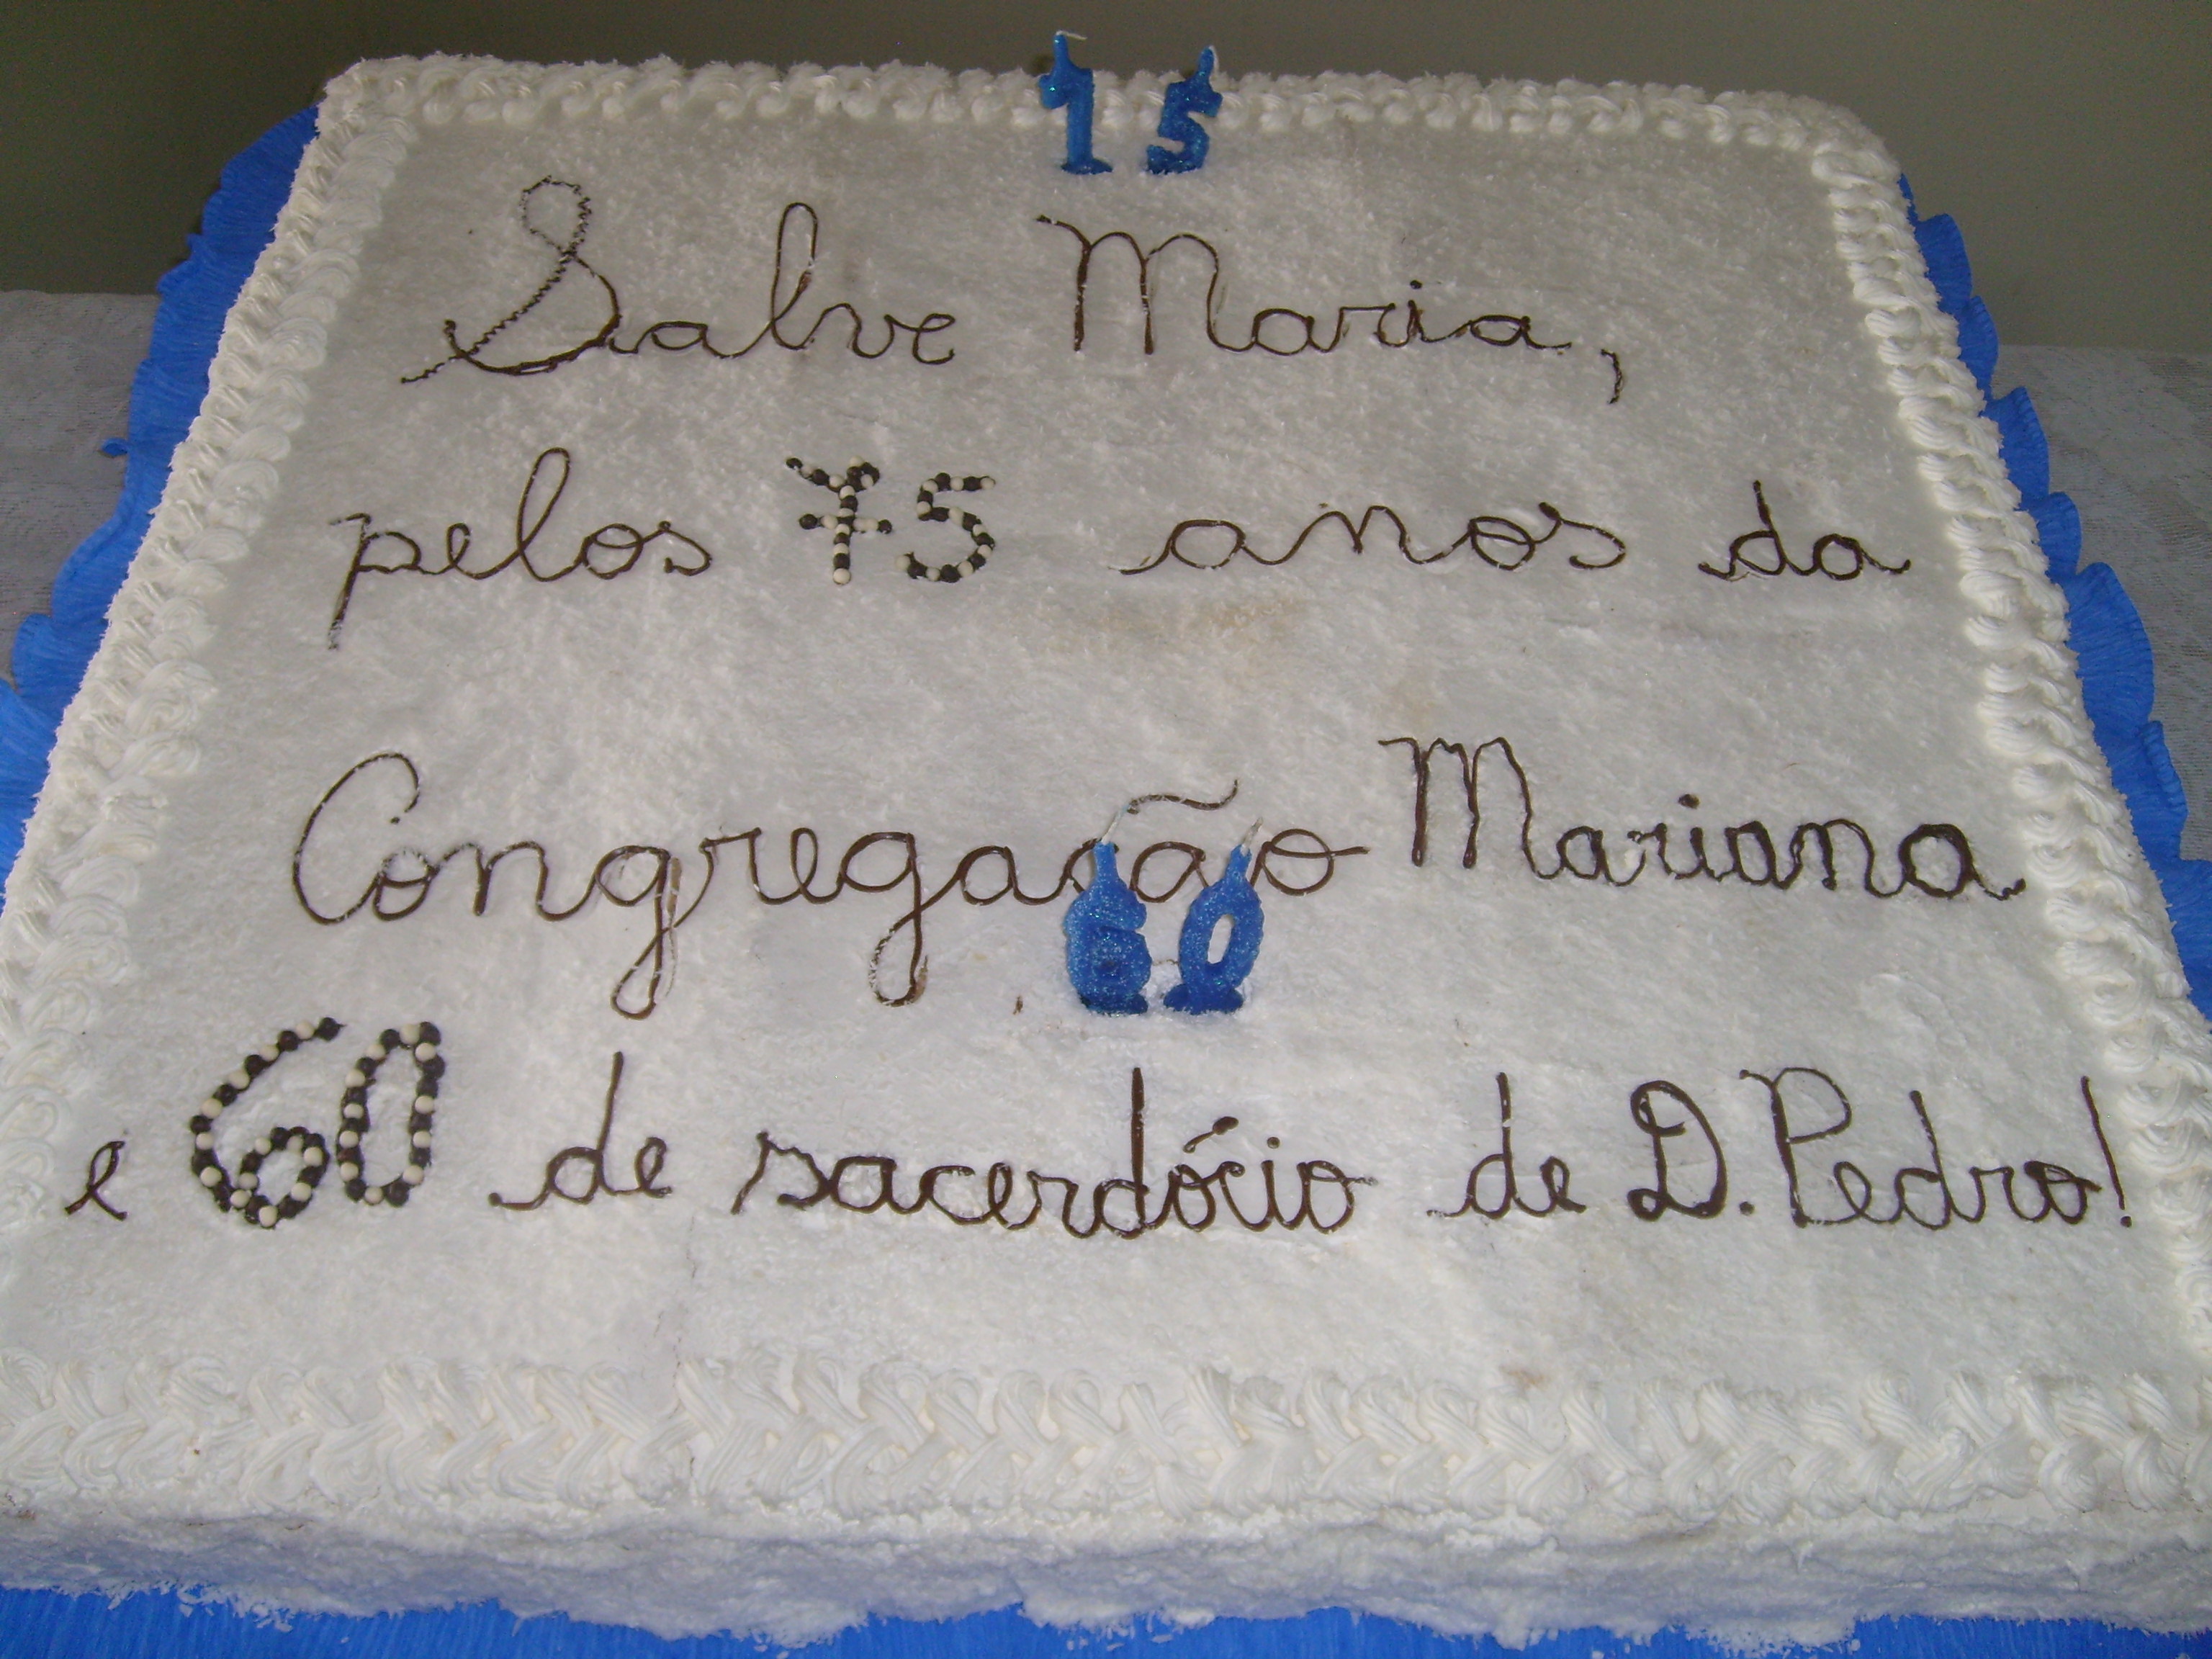 15
Salve Maria,
pelos 75 anos da
Congregação Mariana
60
e 60 de sacerdócio de D. Pedro!